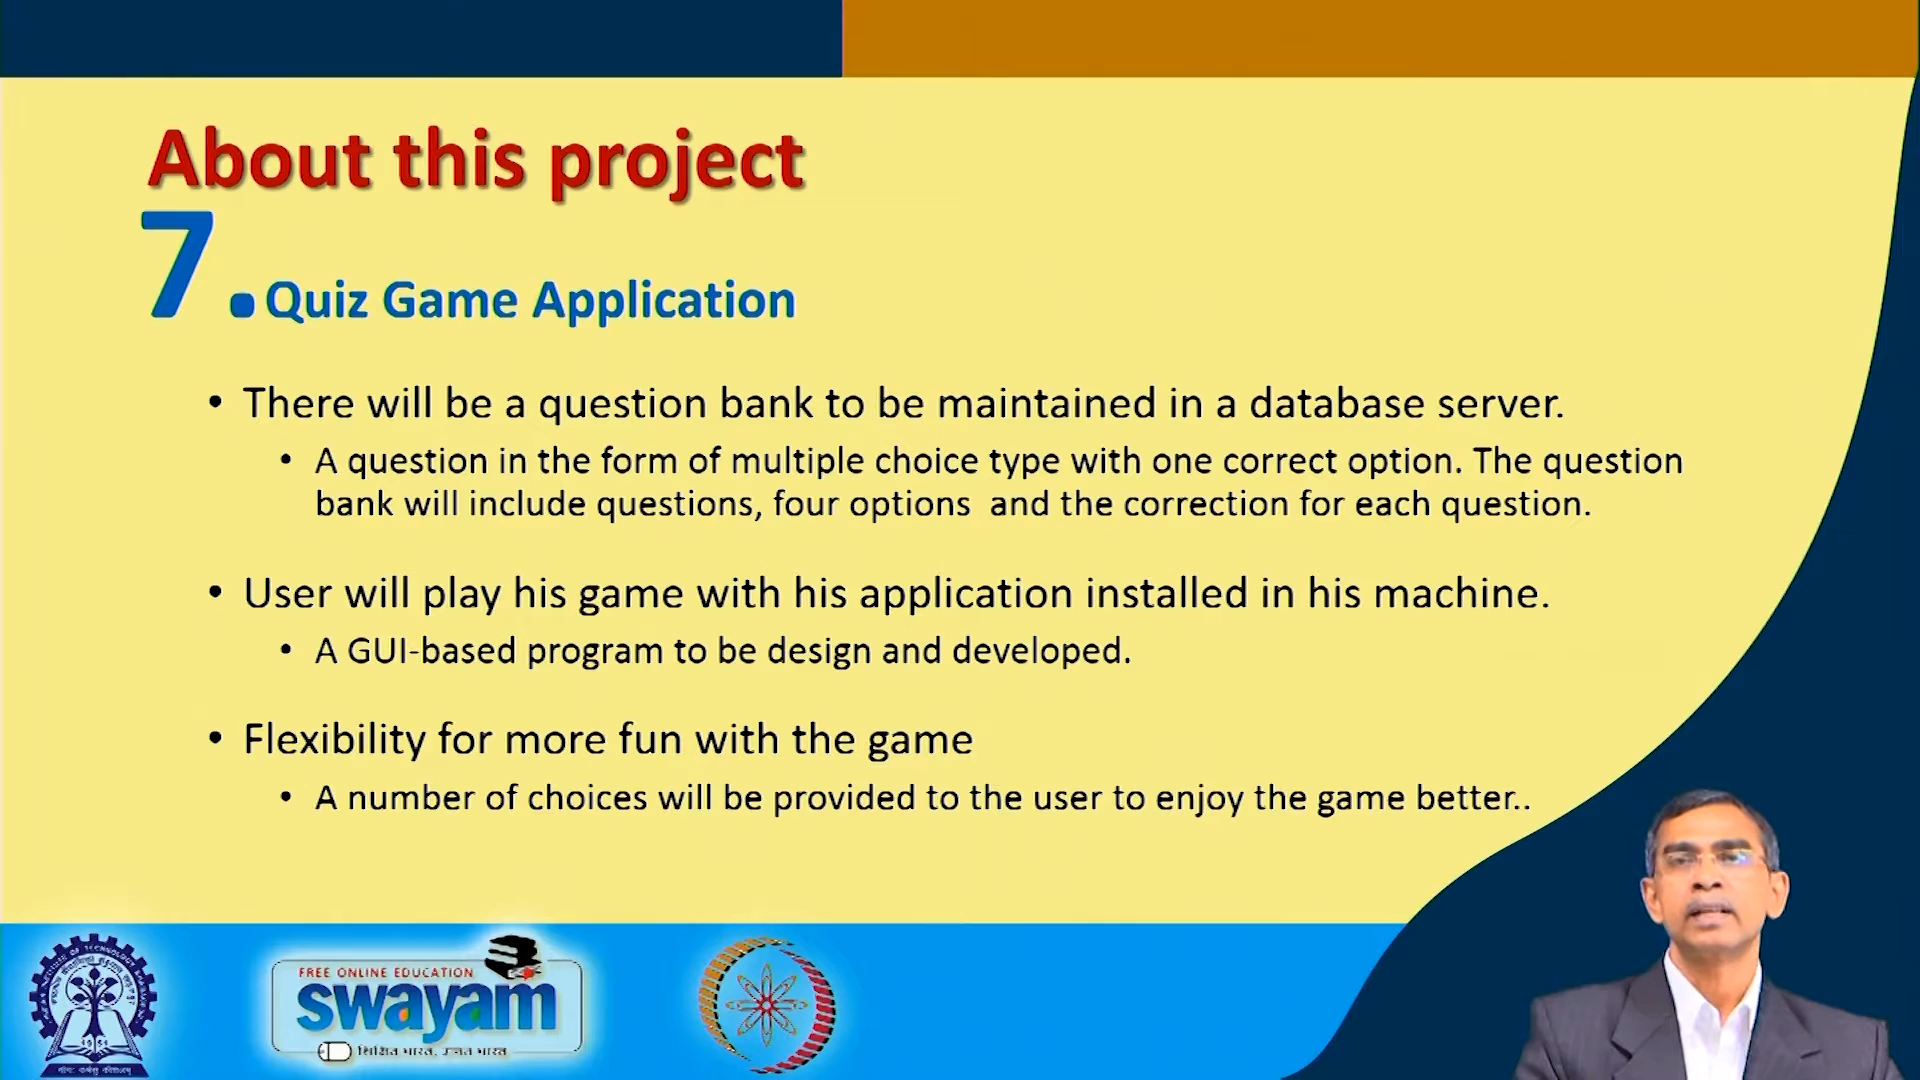 About this project
7. Quiz Game Application
• There will be a question bank to be maintained in a database server.
• A question in the form of multiple choice type with one correct option. The question
bank will include questions, four options and the correction for each question.
• User will play his game with his application installed in his machine.
• A GUI-based program to be design and developed.
• Flexibility for more fun with the game
• A number of choices will be provided to the user to enjoy the game better..
FREE ONLINE EDUCATION
swayam
शिक्षित भारत, उन्नत भारत